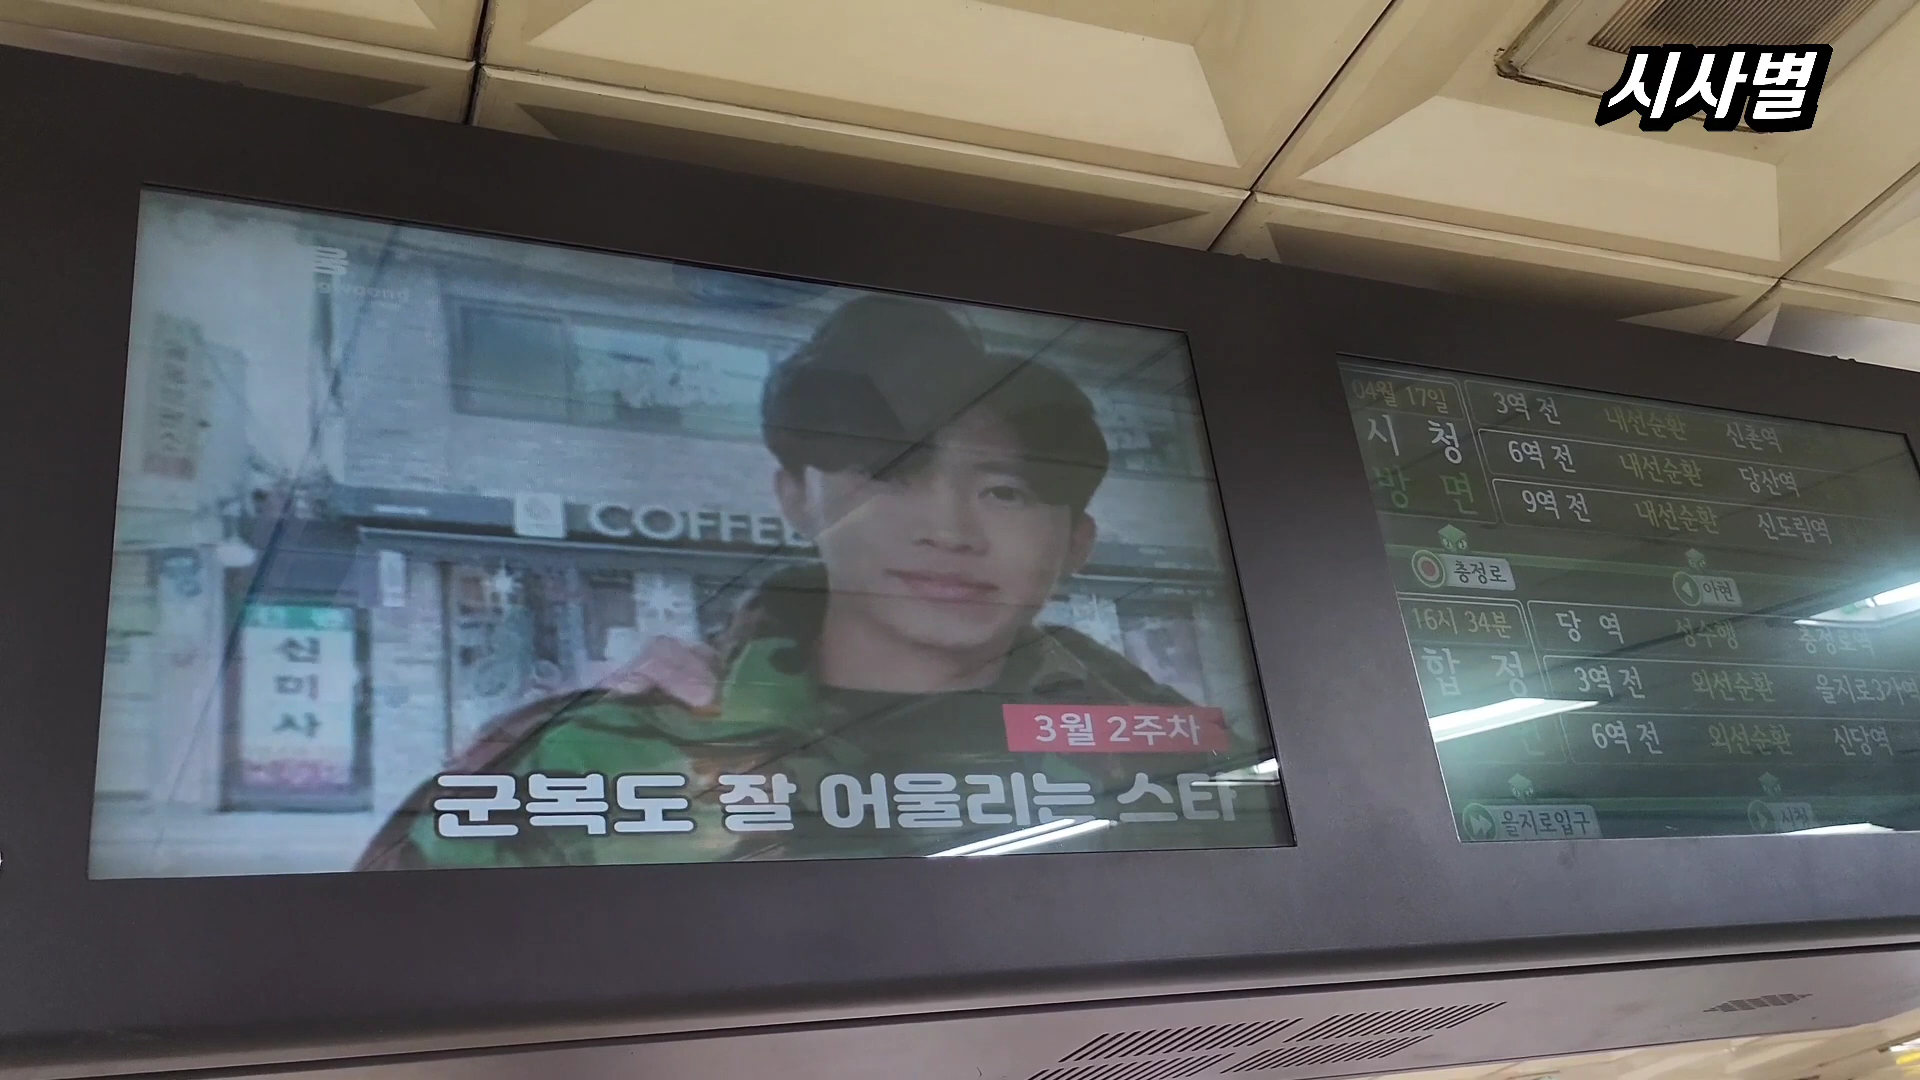 시사별
웅
COFFEE
신미사
3월 2주차
군복도 잘 어울리는 스타
04월 17일
시청
방면
3역 전 내선순환 신촌역
6역 전 내선순환 당산역
9역 전 내선순환 신도림역
충정로
아현
16시 34분
합정
당역 성수행 충정로역
3역 전 외선순환 을지로3가역
6역 전 외선순환 신당역
을지로입구
시청